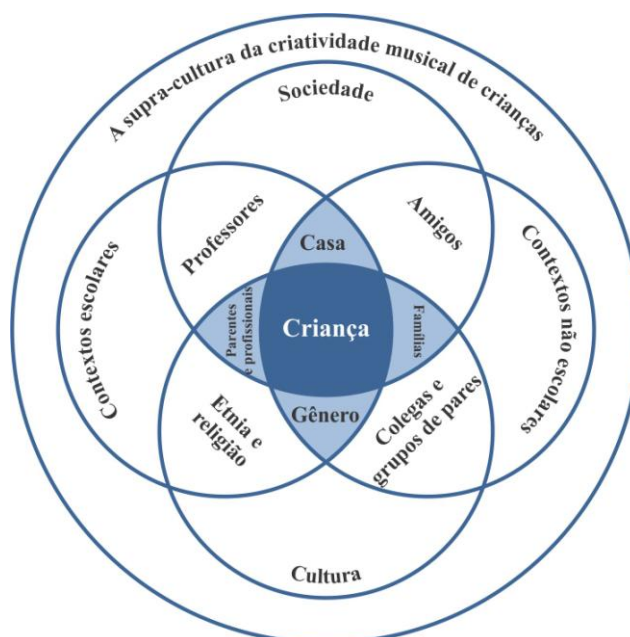 A supra-cultura da criatividade musical de crianças
Sociedade
Professores
Amigos
Contextos escolares
Casa
Contextos não escolares
Parentes
e profissionais
Criança
Famílias
Etnia e
religião
Gênero
Colegas e
grupos de pares
Cultura